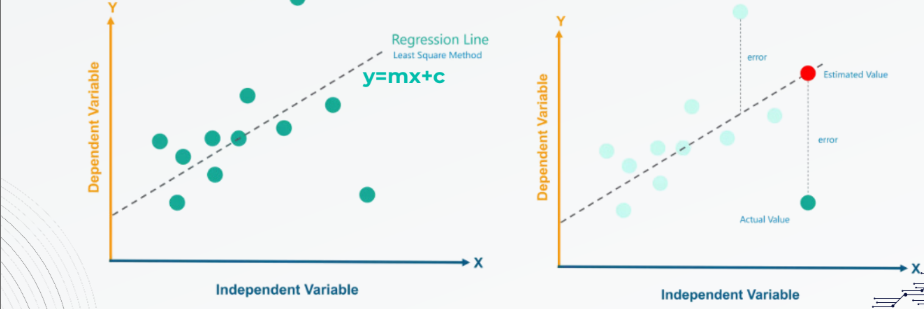 Y
Dependent Variable
Regression Line
Least Square Method
y=mx+c
X
Independent Variable
Y
Dependent Variable
error
Estimated Value
error
Actual Value
X
Independent Variable